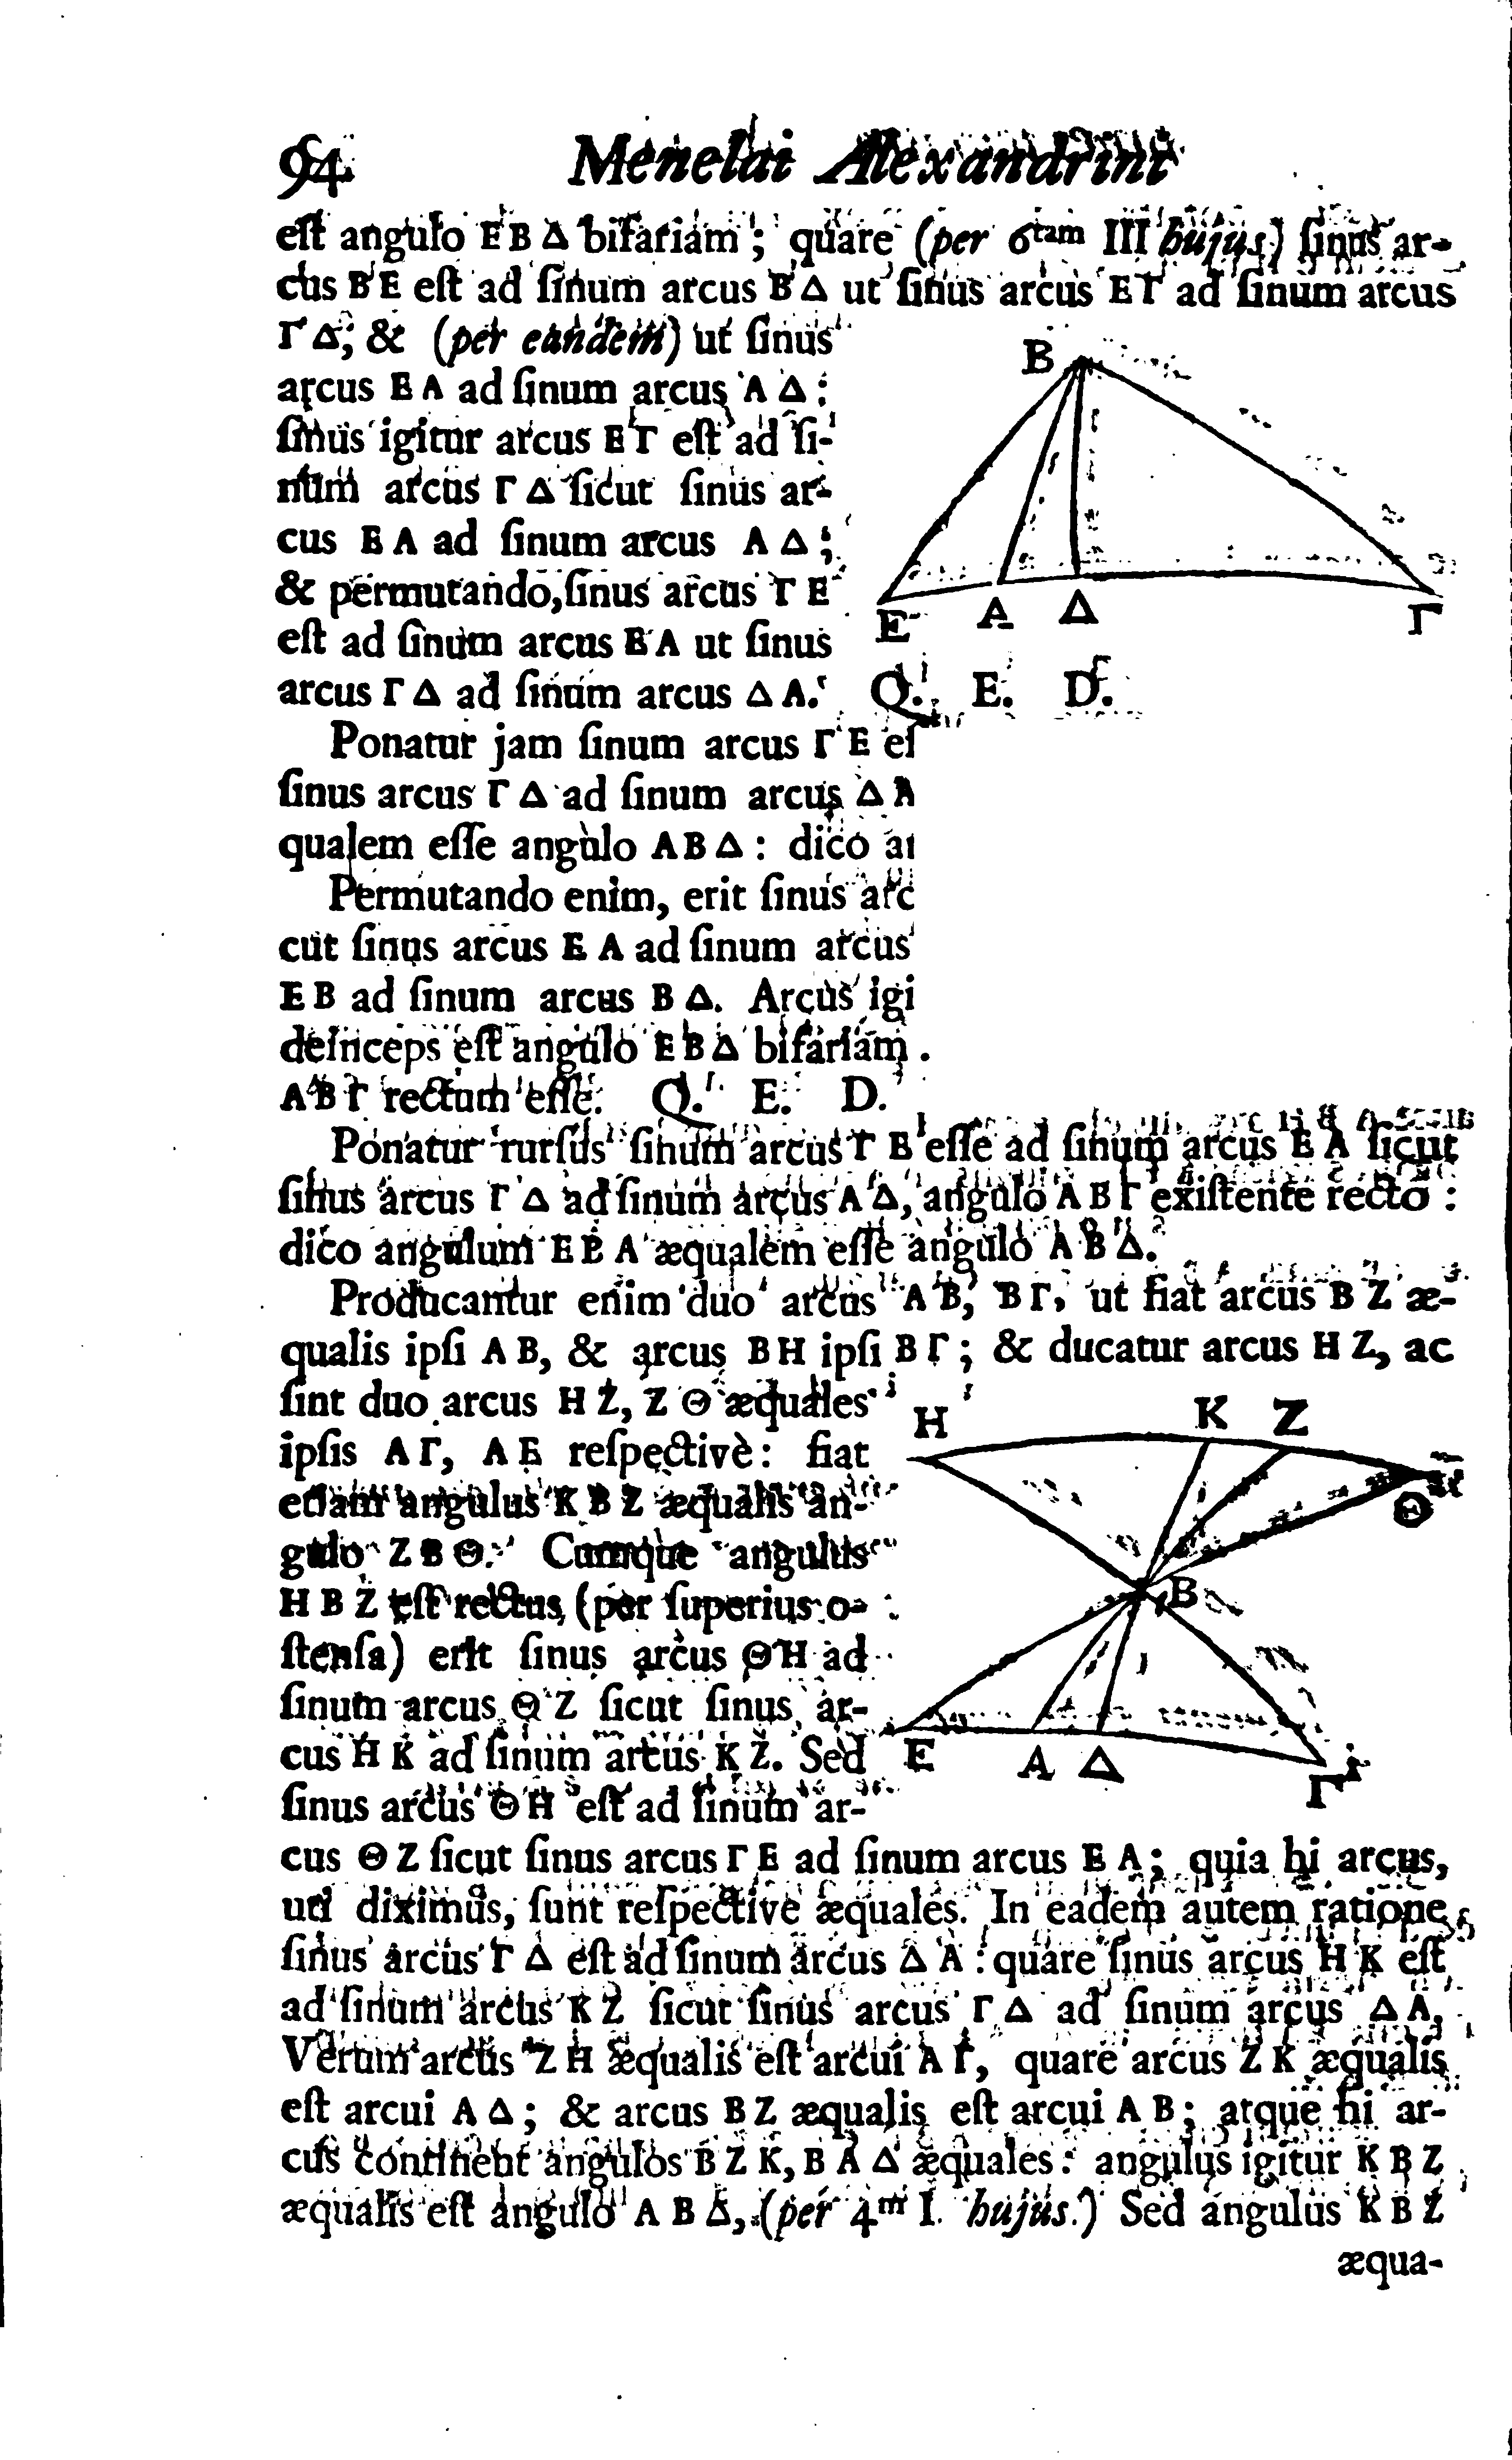 94 Menelai Alexandrini
est angulo E B Δ bifariam; quare (per 6tam III hujus) sinus ar-
cus B E est ad sinum arcus B Δ ut sinus arcus E Γ ad sinum arcus
Γ Δ; & (per eandem) ut sinus
arcus E A ad sinum arcus A Δ:
sinus igitur arcus E Γ est ad si-
num arcus Γ Δ sicut sinus ar-
cus E A ad sinum arcus A Δ;
& permutando, sinus arcus Γ E
est ad sinum arcus E A ut sinus
arcus Γ Δ ad sinum arcus Δ A. Q. E. D.
B
E A Δ Γ
Ponatur jam sinum arcus Γ E
sinus arcus Γ Δ ad sinum arcus Δ A
qualem esse angulo A B Δ: dico
Permutando enim, erit sinus arc
cut sinus arcus E A ad sinum arcus
E B ad sinum arcus B Δ. Arcus igi
deinceps est angulo E B Δ bifariam.
A B Γ rectum esse. Q. E. D.
Ponatur rursus sinum arcus Γ E esse ad sinum arcus E A sicut
sinus arcus Γ Δ ad sinum arcus A Δ, angulo A B Γ existente recto:
dico angulum E B A æqualem esse angulo A B Δ.
Producantur enim duo arcus A B, B Γ, ut fiat arcus B Z æ-
qualis ipsi A B, & arcus B H ipsi B Γ; & ducatur arcus H Z, ac
sint duo arcus H Z, Z Θ æquales
ipsis A Γ, A E respectivè: fiat
etiam angulus K B Z æqualis an-
gulo Z B Θ. Cumque angulus
H B Z est rectus, (per superius o-
stensa) erit sinus arcus Θ H ad
sinum arcus Θ Z sicut sinus ar-
cus H K ad sinum arcus K Z. Sed
sinus arcus Θ H est ad sinum ar-
H K Z
Θ
B
E A Δ Γ
cus Θ Z sicut sinus arcus Γ E ad sinum arcus E A; quia hi arcus,
uti diximus, sunt respective æquales. In eadem autem ratione
sinus arcus Γ Δ est ad sinum arcus Δ A: quare sinus arcus H K est
ad sinum arcus K Z sicut sinus arcus Γ Δ ad sinum arcus Δ A.
Verum arcus Z H æqualis est arcui A Γ, quare arcus Z K æqualis
est arcui A Δ; & arcus B Z æqualis est arcui A B; atque hi ar-
cus continent angulos B Z K, B A Δ æquales: angulus igitur K B Z
æqualis est angulo A B Δ, (per 4m I. hujus.) Sed angulus K B Z
æqua-